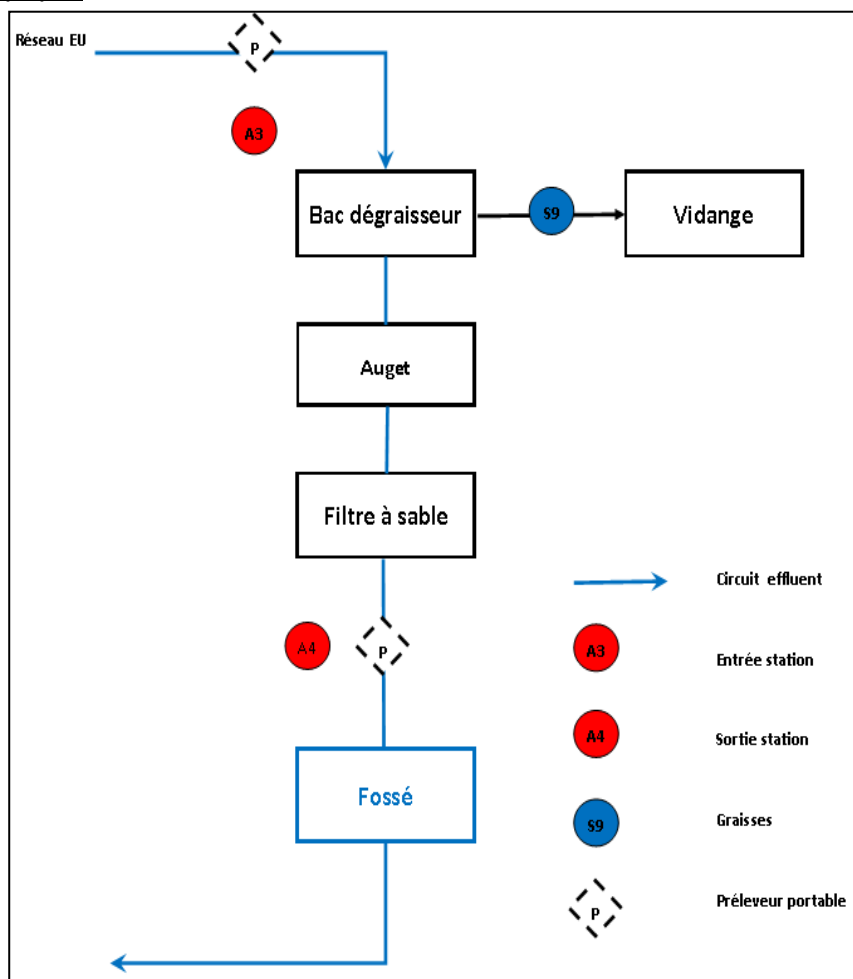 Réseau EU
P
A3
Bac dégraisseur
S9
Vidange
Auget
Filtre à sable
A4
P
Fossé
Circuit effluent
A3
Entrée station
A4
Sortie station
S9
Graisses
P
Préleveur portable